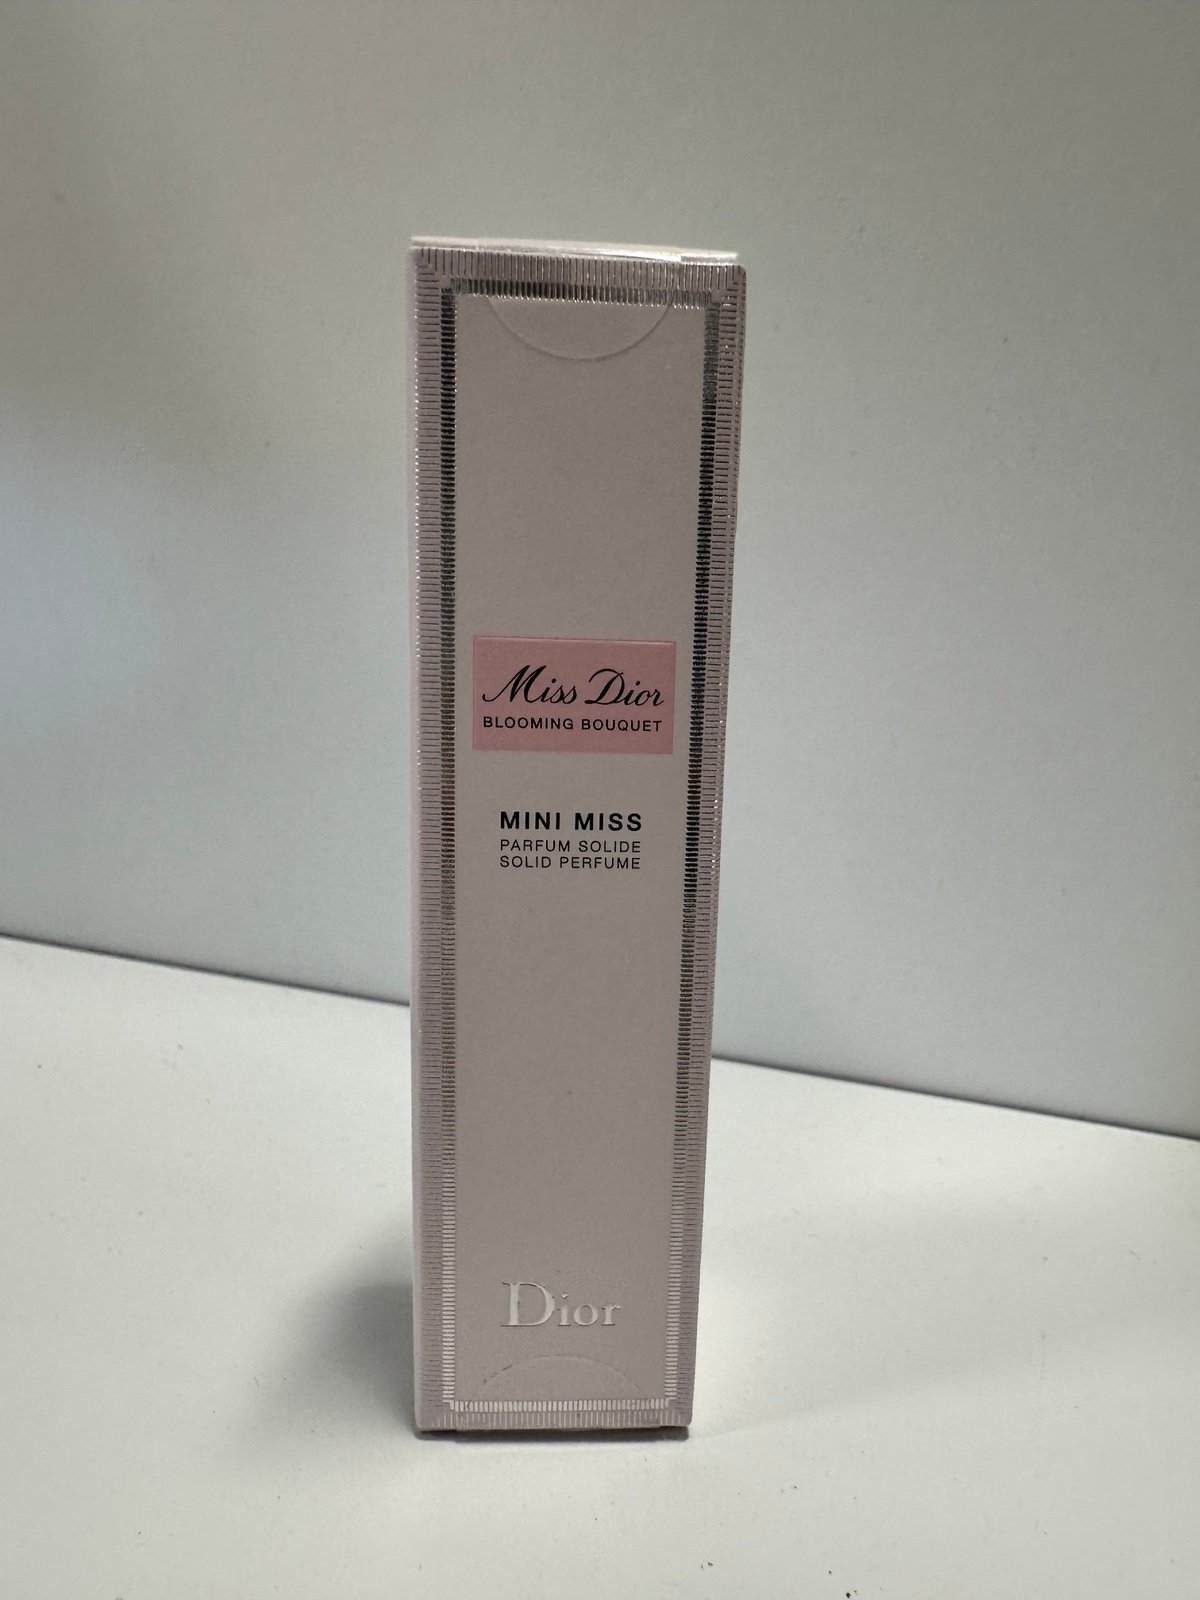 Miss Dior
BLOOMING BOUQUET
MINI MISS
PARFUM SOLIDE
SOLID PERFUME
Dior